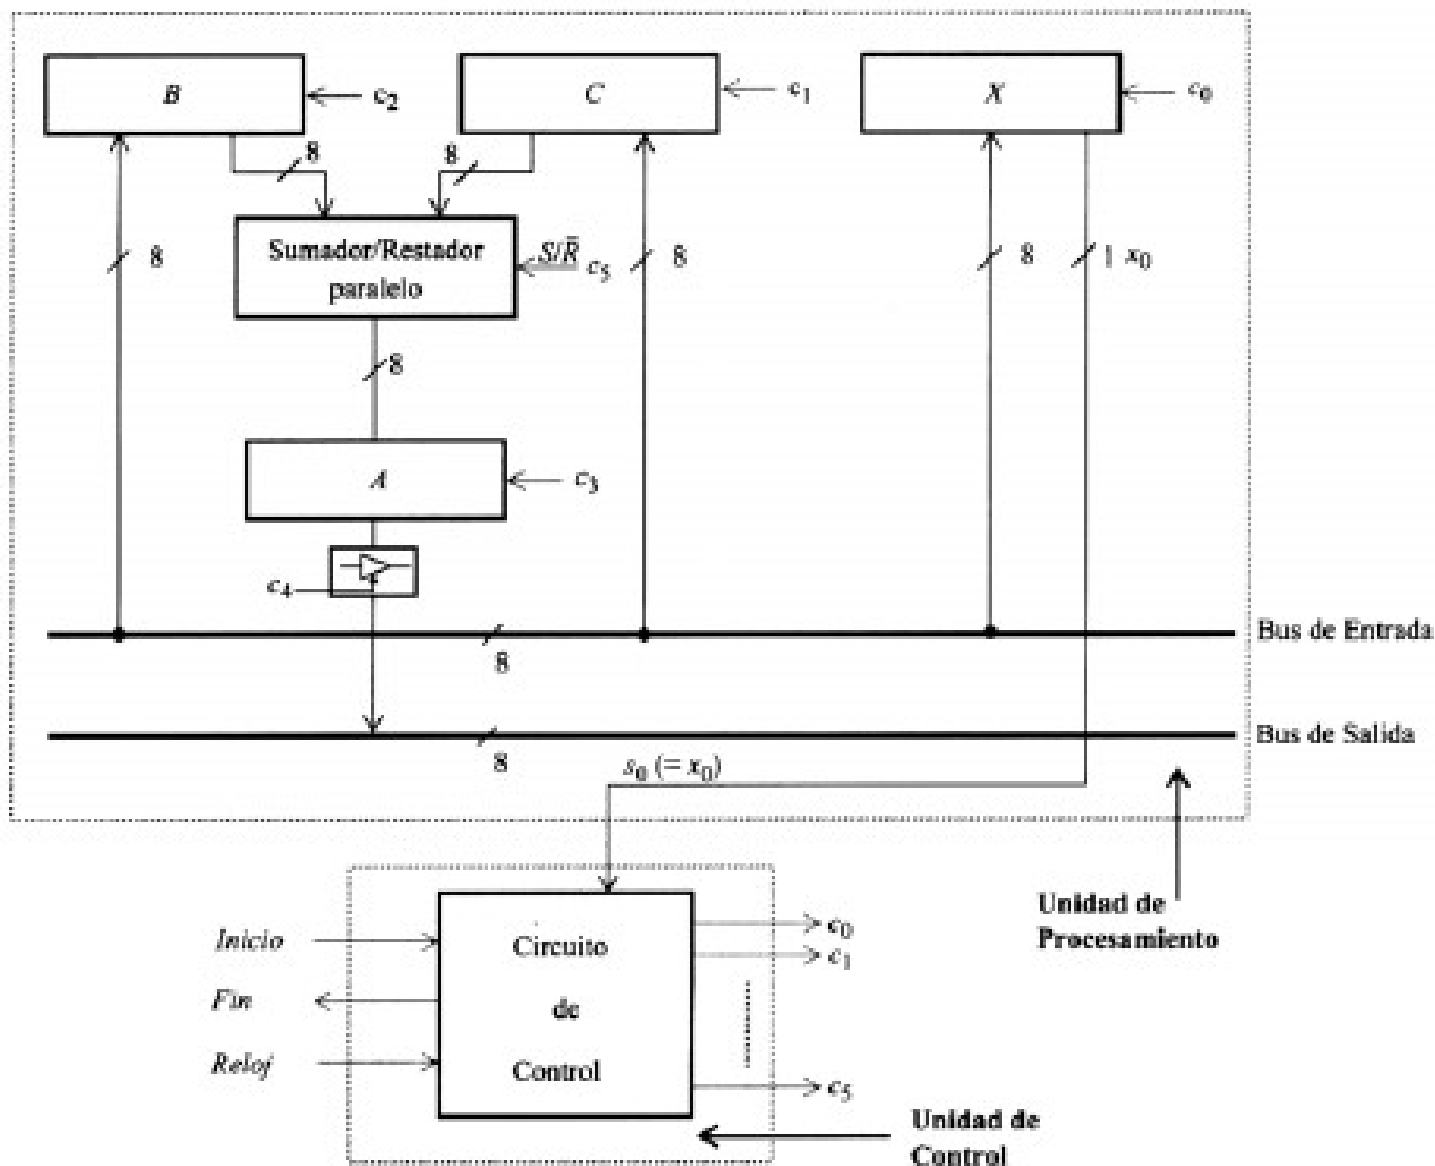 B
c2
C
c1
X
c0
8
8
Sumador/Restador
paralelo
S/R̄
c5
8
8
8
1 x0
8
A
c3
c4
Bus de Entrada
8
Bus de Salida
8
s0 (= x0)
Unidad de
Procesamiento
Inicio
Fin
Reloj
Circuito
de
Control
c0
c1
c5
Unidad de
Control